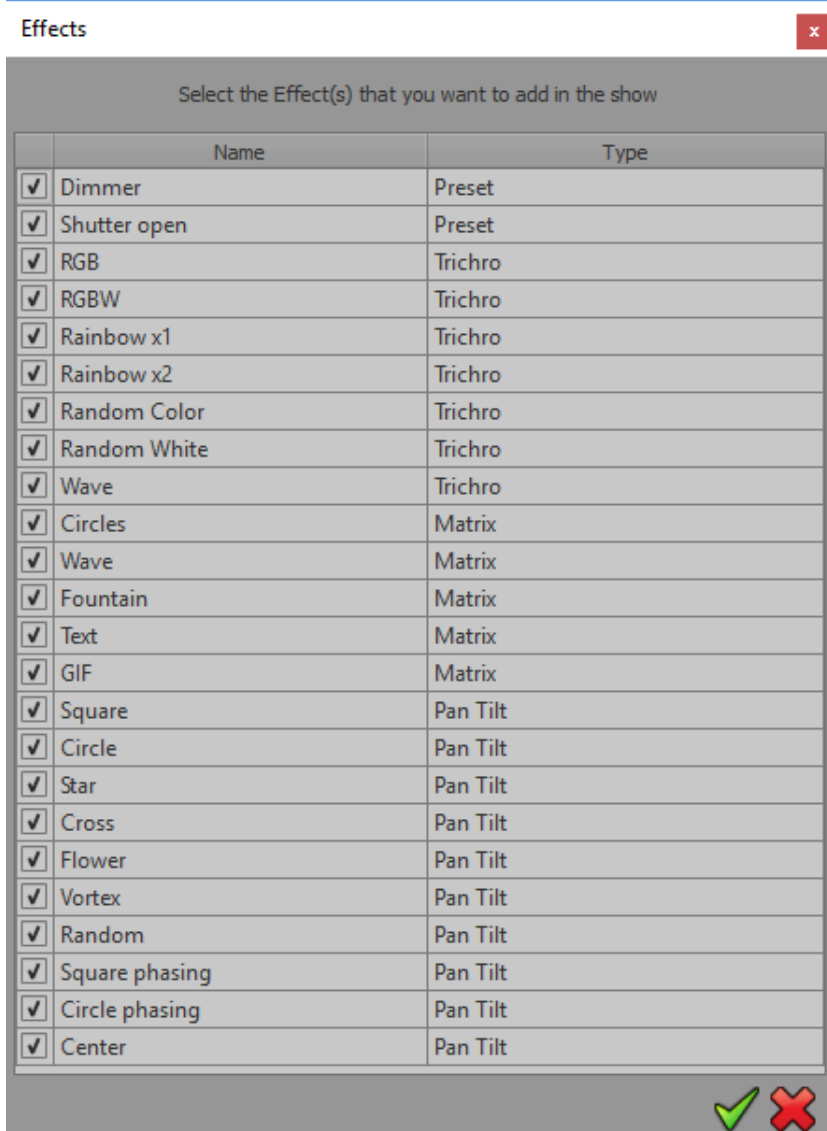 Effects
x
Select the Effect(s) that you want to add in the show
Name Type
Dimmer Preset
Shutter open Preset
RGB Trichro
RGBW Trichro
Rainbow x1 Trichro
Rainbow x2 Trichro
Random Color Trichro
Random White Trichro
Wave Trichro
Circles Matrix
Wave Matrix
Fountain Matrix
Text Matrix
GIF Matrix
Square Pan Tilt
Circle Pan Tilt
Star Pan Tilt
Cross Pan Tilt
Flower Pan Tilt
Vortex Pan Tilt
Random Pan Tilt
Square phasing Pan Tilt
Circle phasing Pan Tilt
Center Pan Tilt